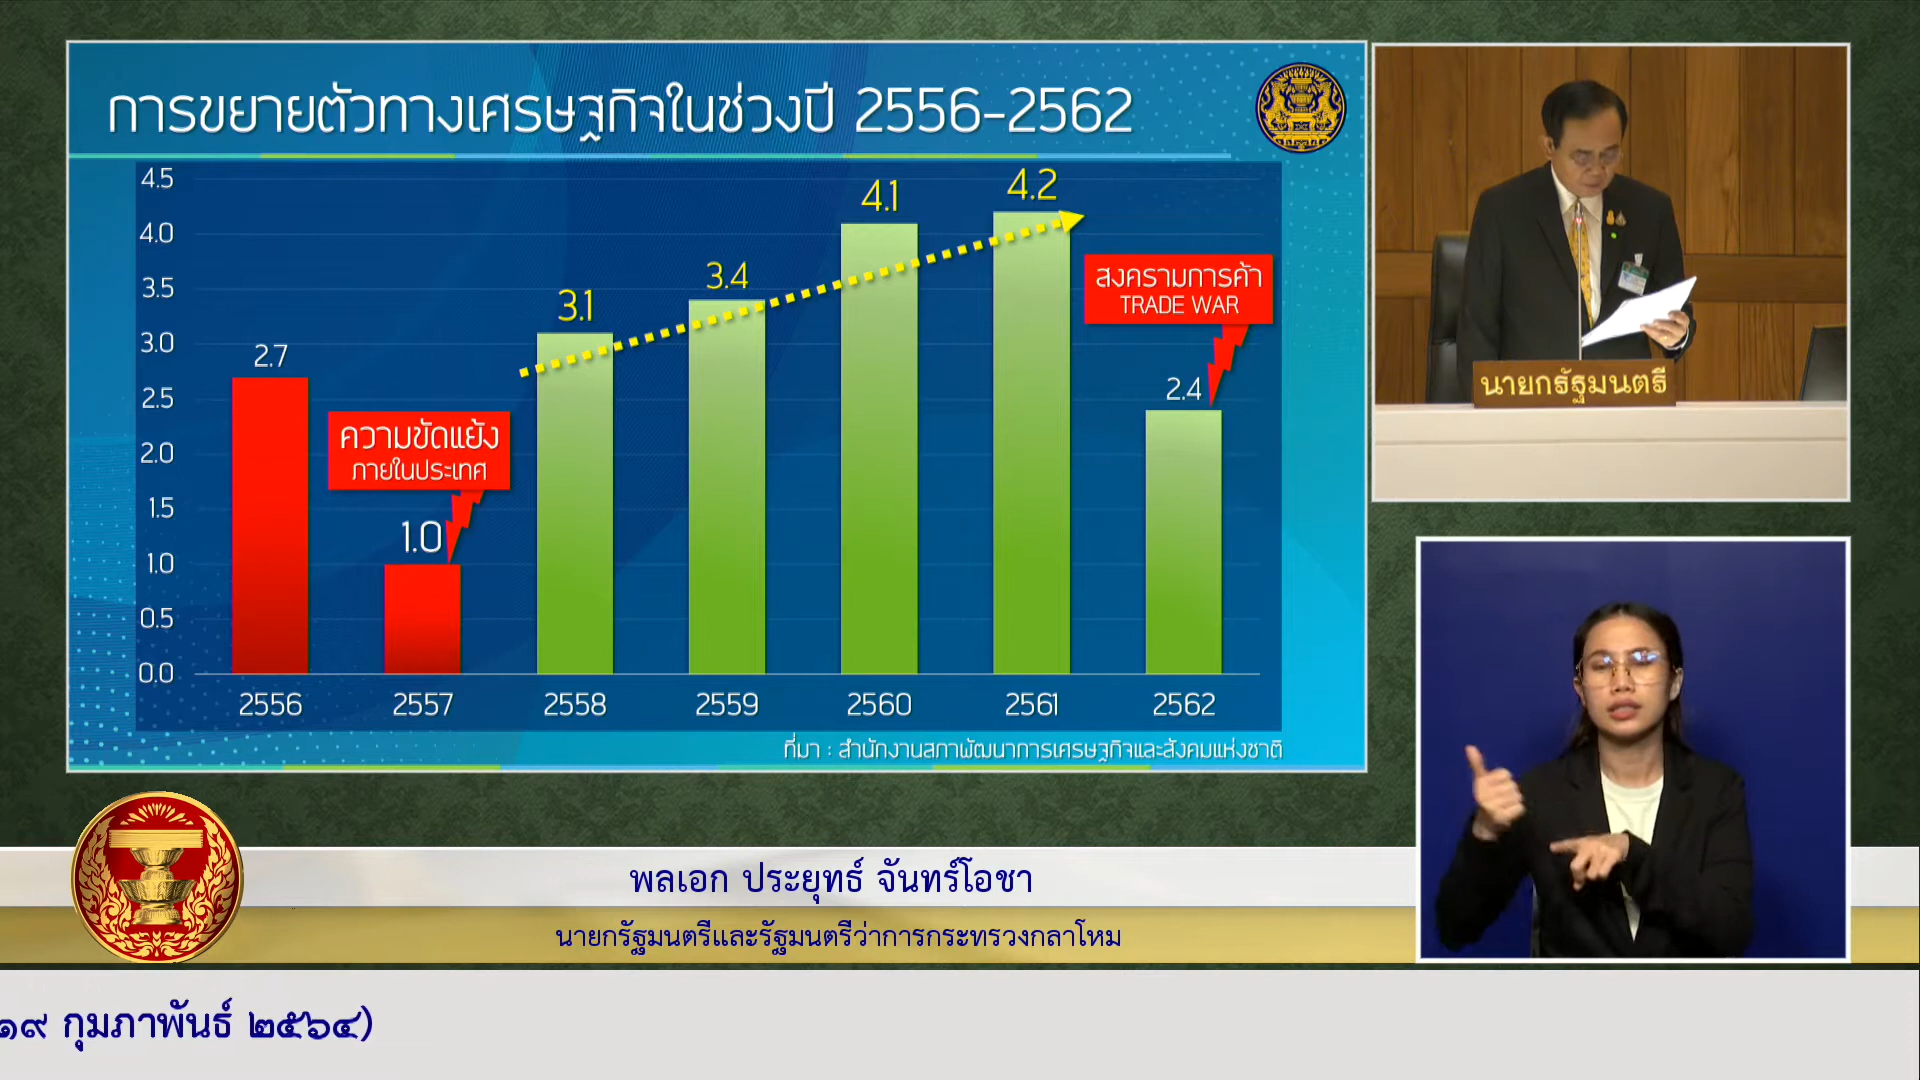 การขยายตัวทางเศรษฐกิจในช่วงปี 2556-2562
4.5
4.0
3.5
3.0
2.5
2.0
1.5
1.0
0.5
0.0
2.7
1.0
3.1
3.4
4.1
4.2
2.4
ความขัดแย้ง
ภายในประเทศ
สงครามการค้า
TRADE WAR
2556 2557 2558 2559 2560 2561 2562
ที่มา : สำนักงานสภาพัฒนาการเศรษฐกิจและสังคมแห่งชาติ
นายกรัฐมนตรี
พลเอก ประยุทธ์ จันทร์โอชา
นายกรัฐมนตรีและรัฐมนตรีว่าการกระทรวงกลาโหม
๑๙ กุมภาพันธ์ ๒๕๖๔)